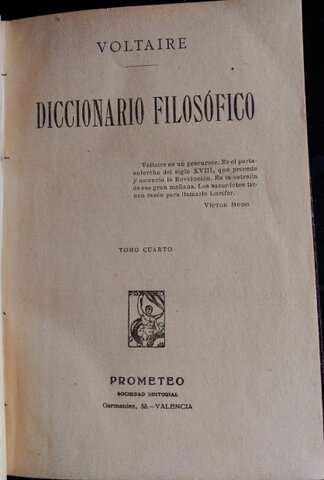 VOLTAIRE
DICCIONARIO FILOSÓFICO
Voltaire es un precursor. Es el porta-
antorcha del siglo XVIII, que precede
y anuncia la Revolución. Es la estrella
de ese gran mañana. Los sacerdotes tie-
nen razón para llamarle Lucifer.
VÍCTOR HUGO
TOMO CUARTO
PROMETEO
SOCIEDAD EDITORIAL
Germanías, 33.—VALENCIA